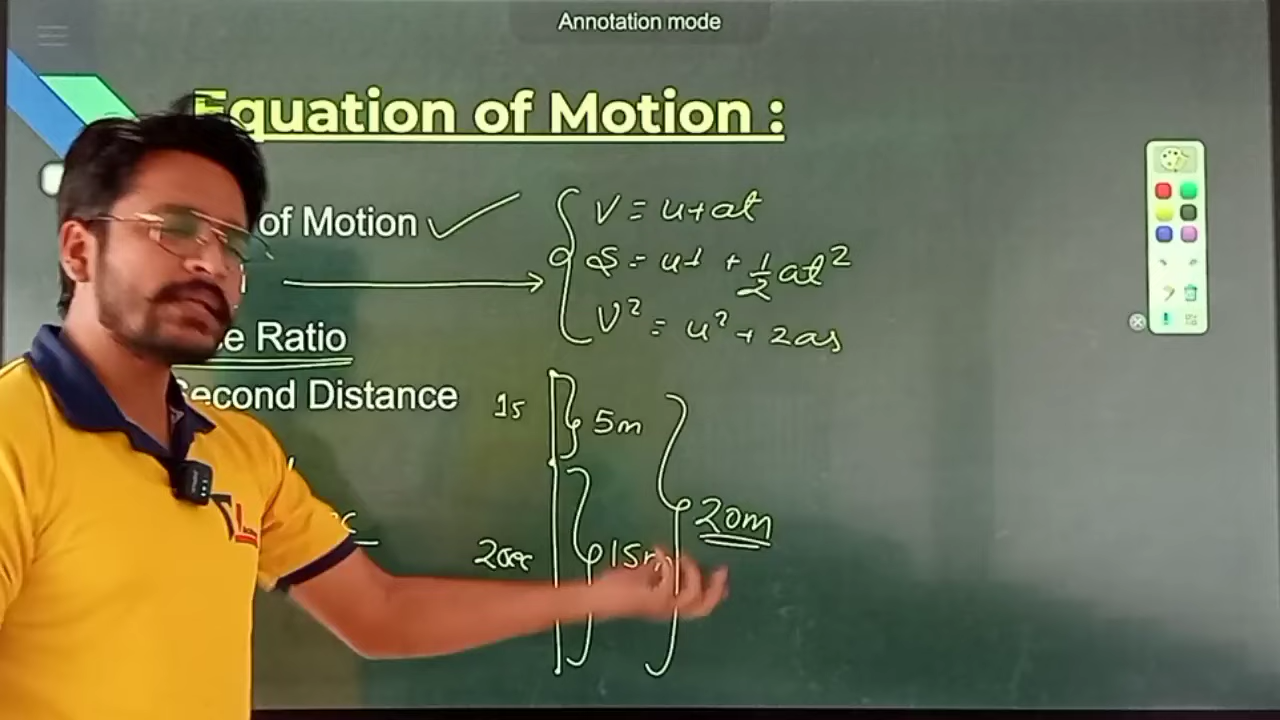 Annotation mode
Equation of Motion :
of Motion
V = u+at
S = ut + 1/2 at²
V² = u² + 2as
Ratio
Second Distance
1s
5m
20m
2sec
15m